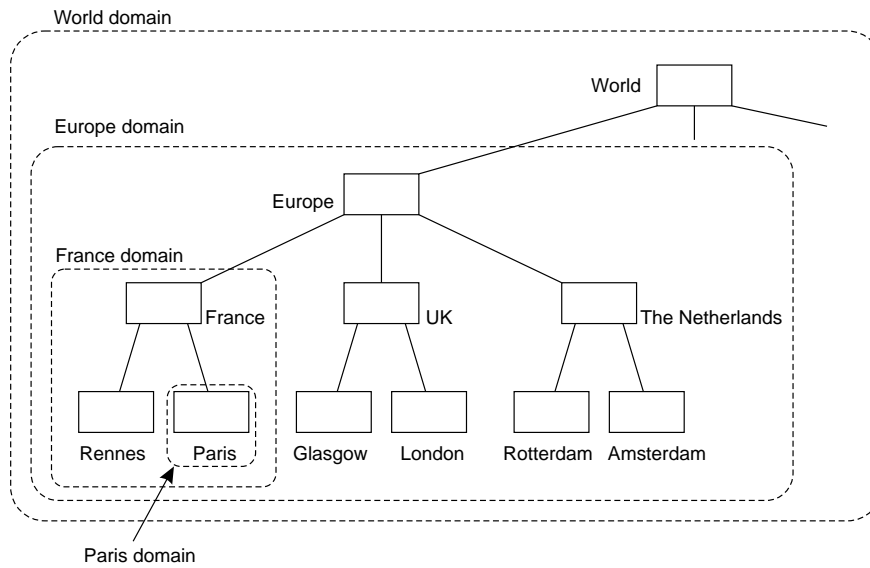 World domain
World
Europe domain
Europe
France domain
France
UK
The Netherlands
Rennes
Paris
Glasgow
London
Rotterdam
Amsterdam
Paris domain